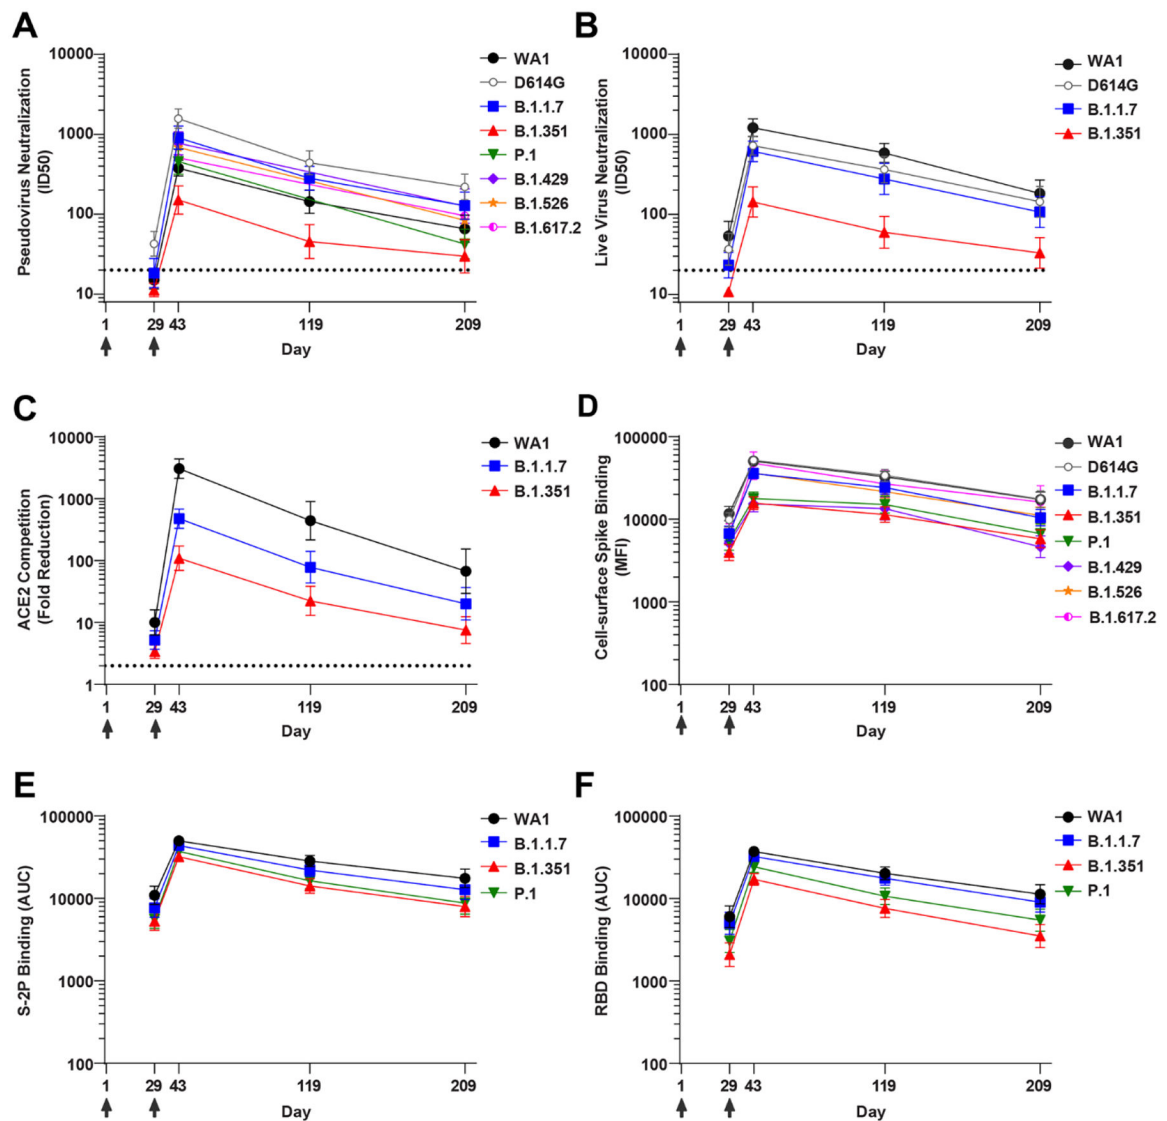 A
Pseudovirus Neutralization
(ID50)
10000
1000
100
10
1
29
43
119
209
Day
WA1
D614G
B.1.1.7
B.1.351
P.1
B.1.429
B.1.526
B.1.617.2
B
Live Virus Neutralization
(ID50)
10000
1000
100
10
1
29
43
119
209
Day
WA1
D614G
B.1.1.7
B.1.351
C
ACE2 Competition
(Fold Reduction)
10000
1000
100
10
1
1
29
43
119
209
Day
WA1
B.1.1.7
B.1.351
D
Cell-surface Spike Binding
(MFI)
100000
10000
1000
100
1
29
43
119
209
Day
WA1
D614G
B.1.1.7
B.1.351
P.1
B.1.429
B.1.526
B.1.617.2
E
S-2P Binding (AUC)
100000
10000
1000
100
1
29
43
119
209
Day
WA1
B.1.1.7
B.1.351
P.1
F
RBD Binding (AUC)
100000
10000
1000
100
1
29
43
119
209
Day
WA1
B.1.1.7
B.1.351
P.1